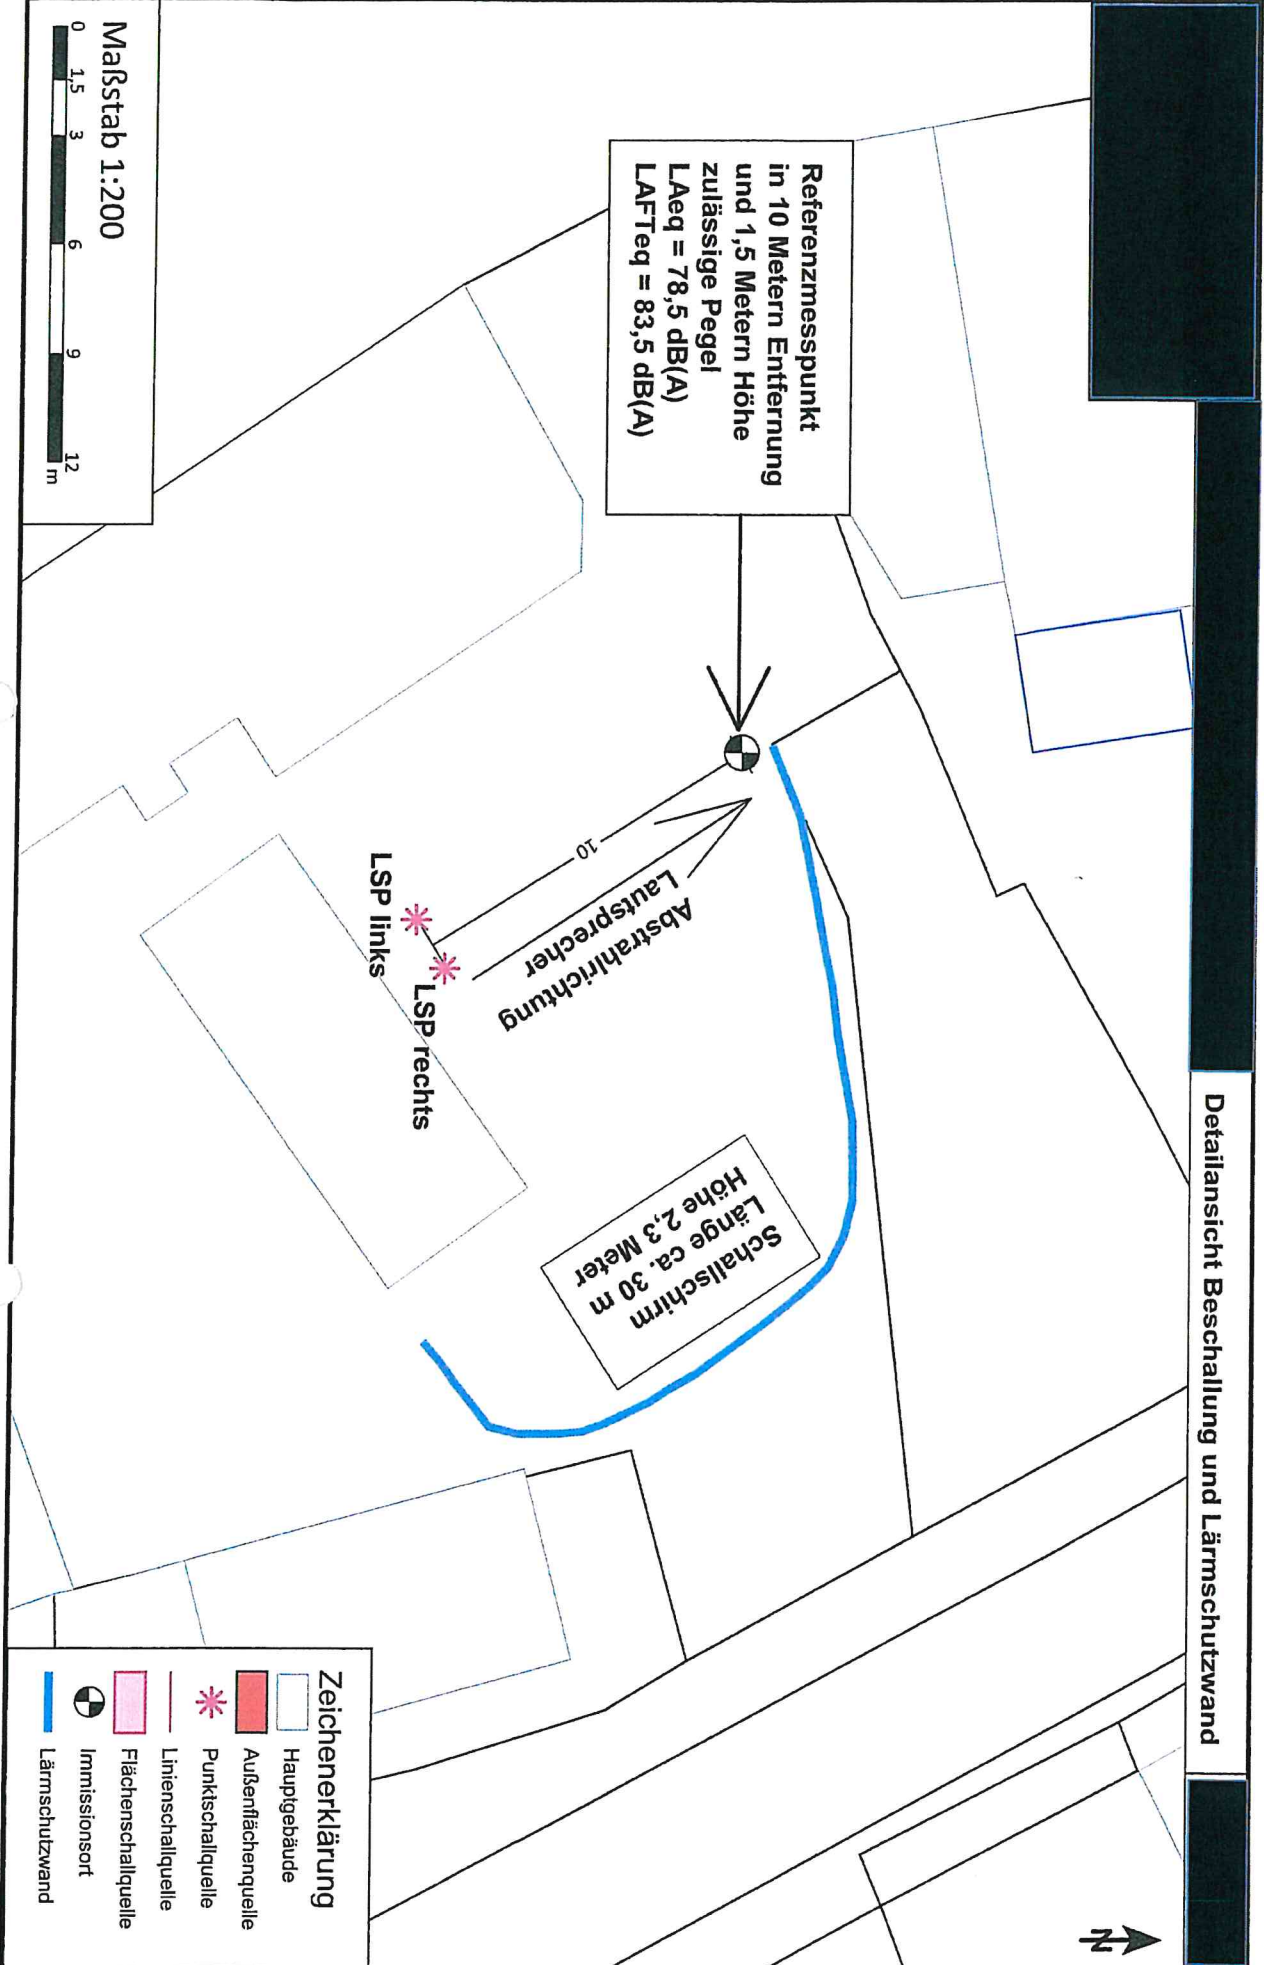 Detailansicht Beschallung und Lärmschutzwand
N
Referenzmesspunkt
in 10 Metern Entfernung
und 1,5 Metern Höhe
zulässige Pegel
LAeq = 78,5 dB(A)
LAFTeq = 83,5 dB(A)
10
Abstrahlrichtung
Lautsprecher
LSP links
LSP rechts
Schallschirm
Länge ca. 30 m
Höhe 2,3 Meter
Maßstab 1:200
0 1,5 3 6 9 12
m
Zeichenerklärung
Hauptgebäude
Außenflächenquelle
Punktschallquelle
Linienschallquelle
Flächenschallquelle
Immissionsort
Lärmschutzwand